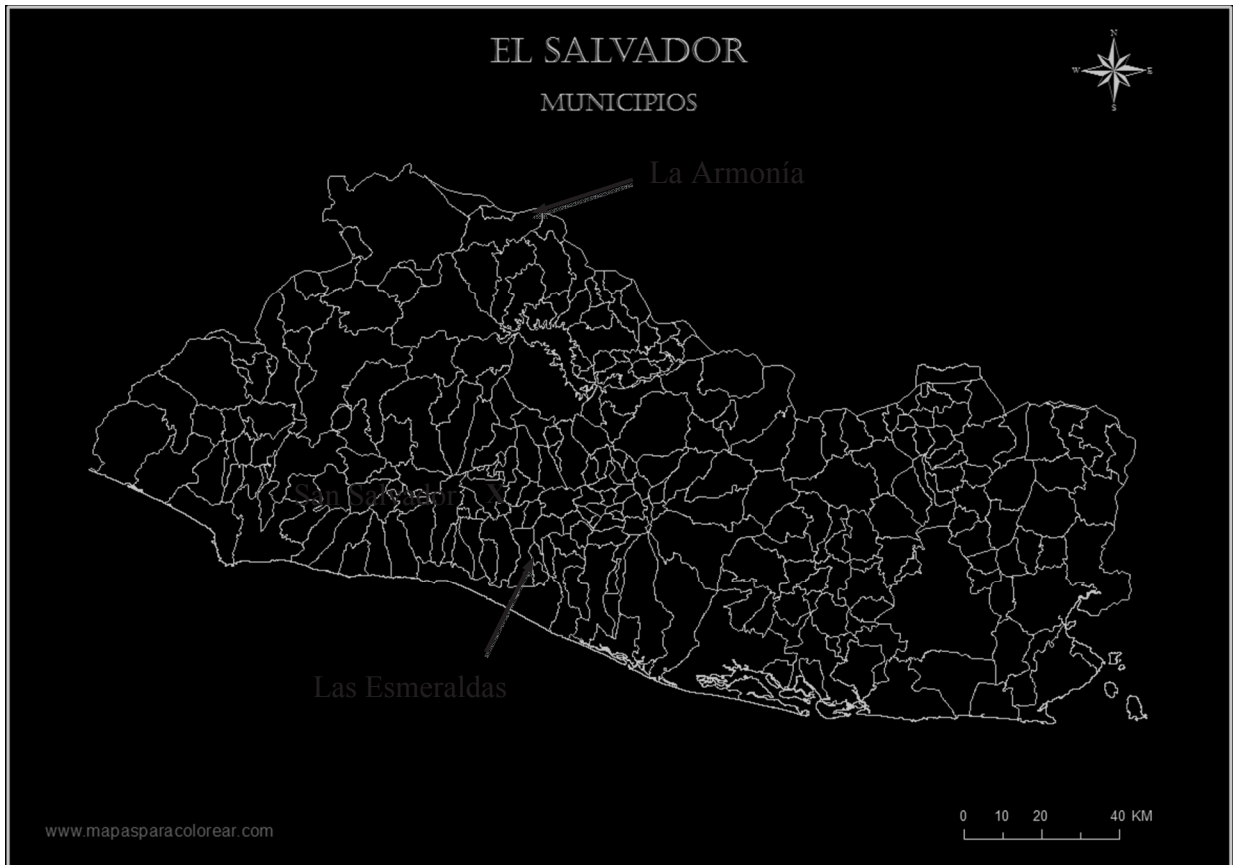 EL SALVADOR
MUNICIPIOS
N
W E
S
La Armonía
San Salvador X
Las Esmeraldas
www.mapasparacolorear.com
0 10 20 40 KM